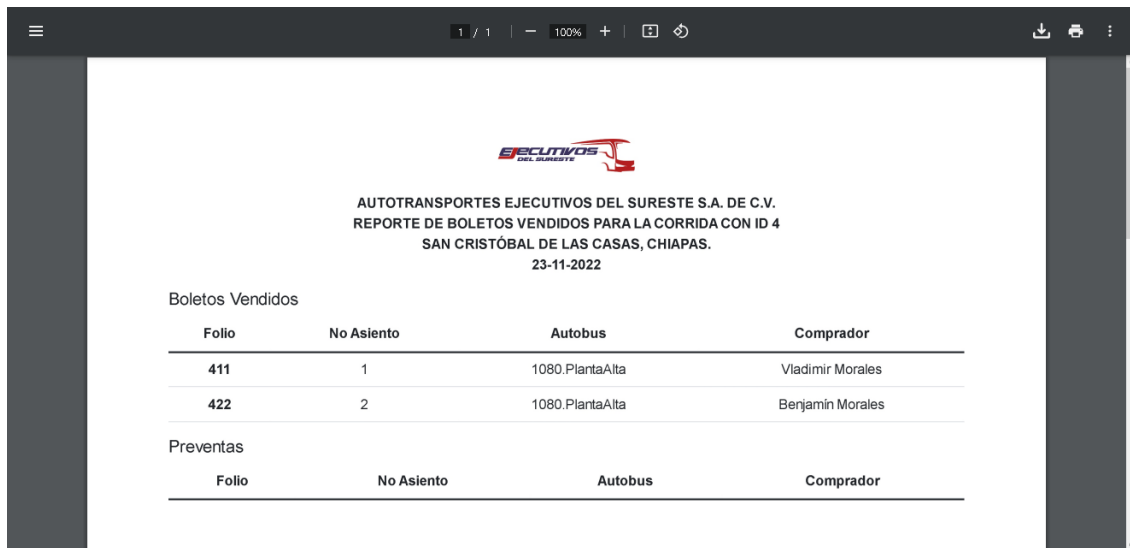 1 / 1 100%
EJECUTIVOS
DEL SURESTE
AUTOTRANSPORTES EJECUTIVOS DEL SURESTE S.A. DE C.V.
REPORTE DE BOLETOS VENDIDOS PARA LA CORRIDA CON ID 4
SAN CRISTÓBAL DE LAS CASAS, CHIAPAS.
23-11-2022
Boletos Vendidos
Folio No Asiento Autobus Comprador
411 1 1080.PlantaAlta Vladimir Morales
422 2 1080.PlantaAlta Benjamín Morales
Preventas
Folio No Asiento Autobus Comprador